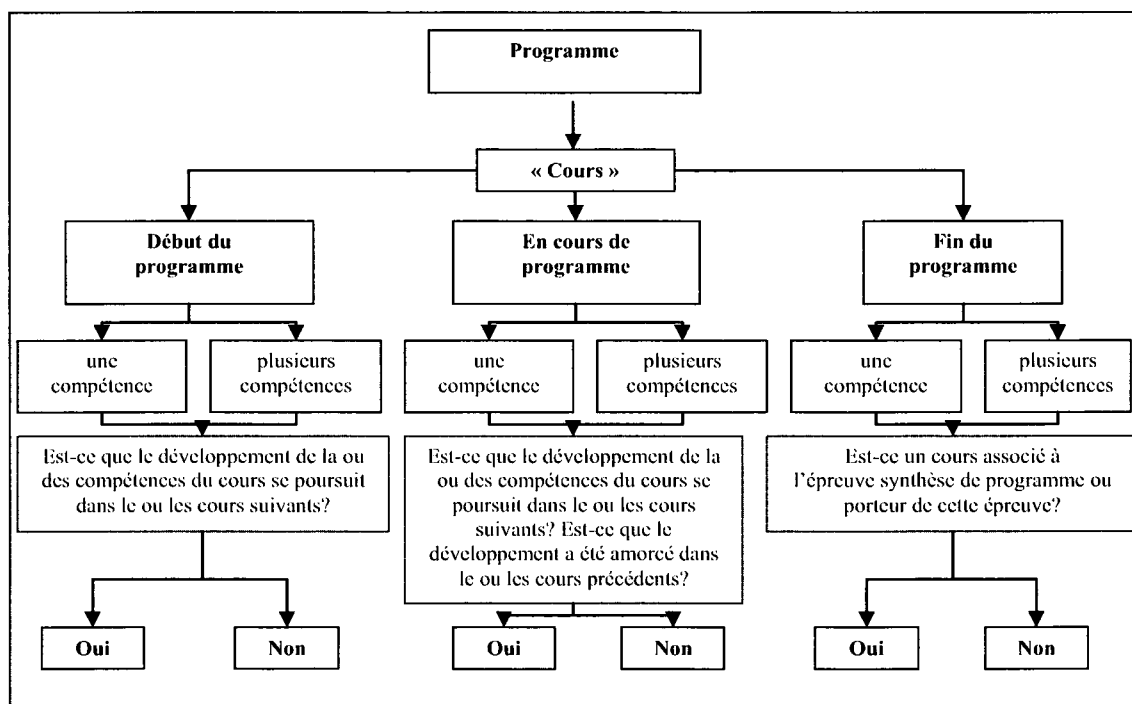 Programme
« Cours »
Début du
programme
En cours de
programme
Fin du
programme
une
compétence
plusieurs
compétences
une
compétence
plusieurs
compétences
une
compétence
plusieurs
compétences
Est-ce que le développement de la ou
des compétences du cours se poursuit
dans le ou les cours suivants?
Est-ce que le développement de la
ou des compétences du cours se
poursuit dans le ou les cours
suivants? Est-ce que le
développement a été amorcé dans
le ou les cours précédents?
Est-ce un cours associé à
l'épreuve synthèse de programme ou
porteur de cette épreuve?
Oui
Non
Oui
Non
Oui
Non